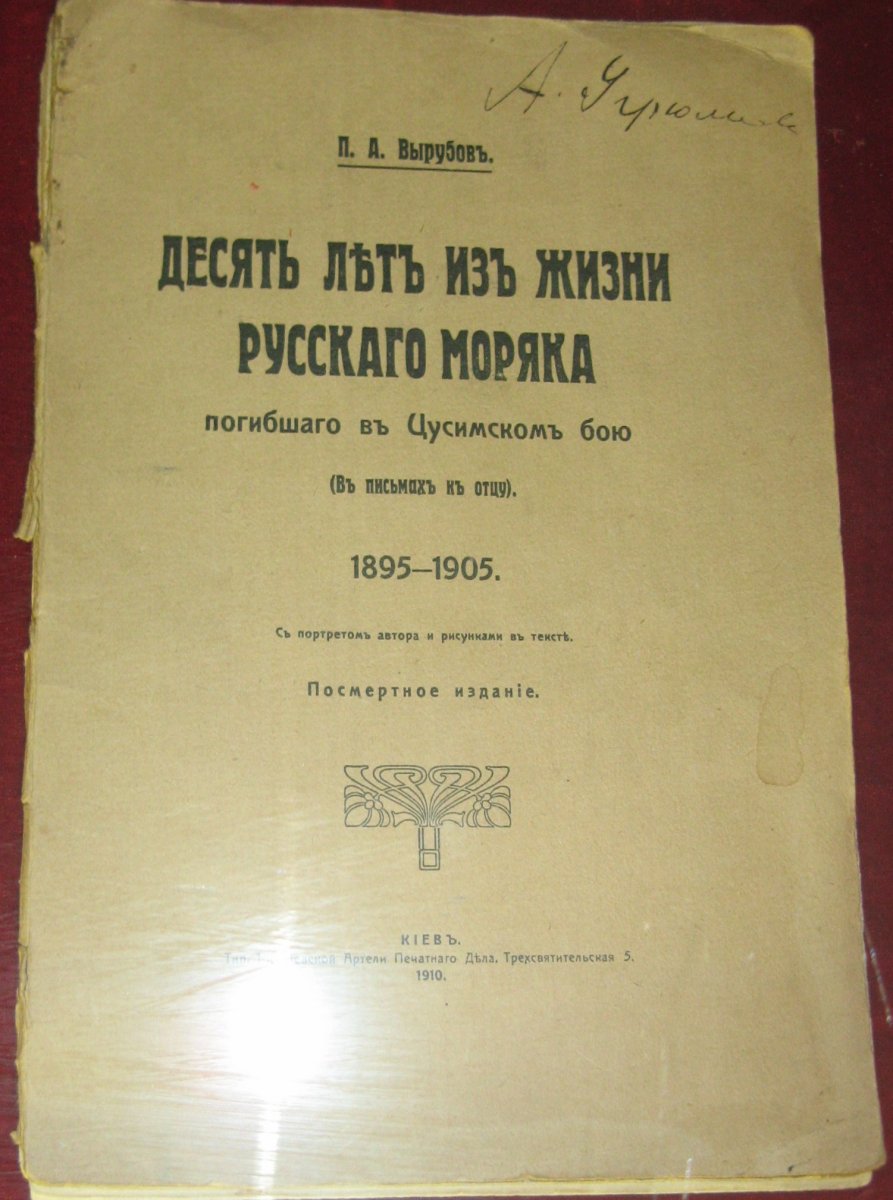 А.
П. А. Вырубовъ.
ДЕСЯТЬ ЛѢТЪ ИЗЪ ЖИЗНИ
РУССКАГО МОРЯКА
погибшаго въ Цусимскомъ бою
(Въ письмахъ къ отцу).
1895—1905.
Съ портретомъ автора и рисунками въ текстѣ.
Посмертное изданіе.
КІЕВЪ.
Артели Печатнаго Дѣла, Трехсвятительская 5.
1910.